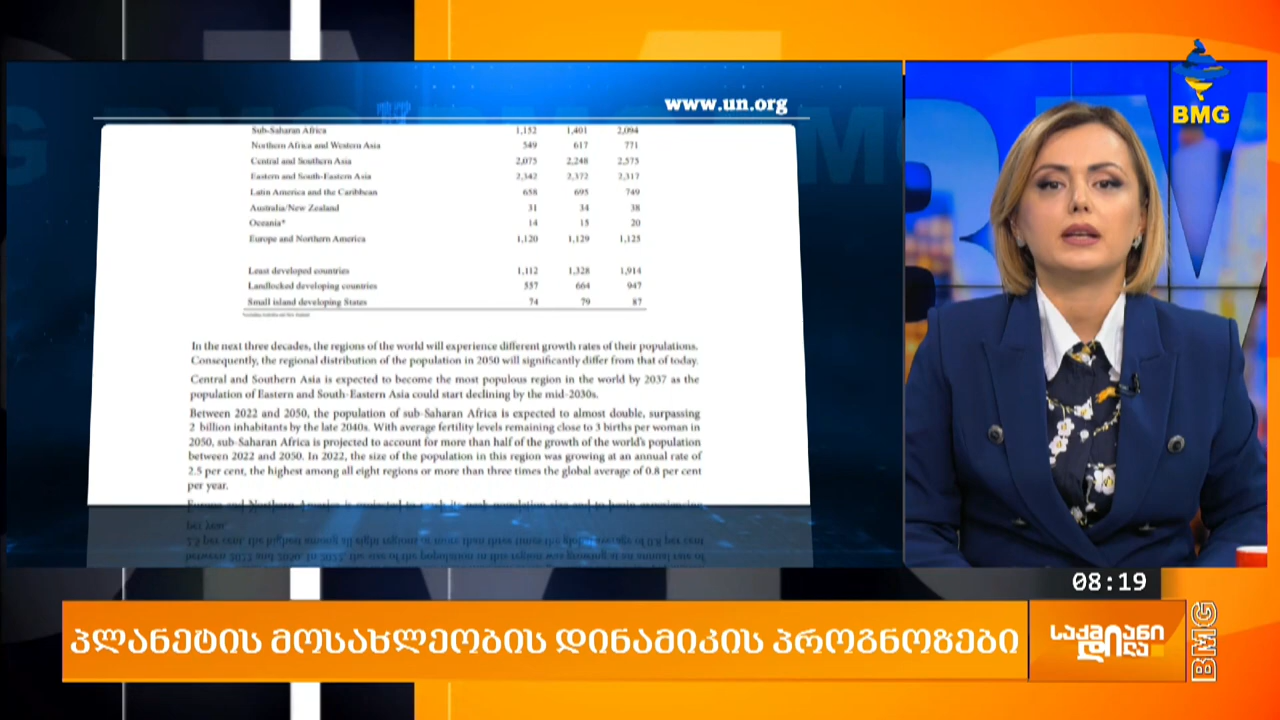 www.un.org
BMG
Sub-Saharan Africa 1,152 1,401 2,094
Northern Africa and Western Asia 549 617 771
Central and Southern Asia 2,075 2,248 2,575
Eastern and South-Eastern Asia 2,342 2,372 2,317
Latin America and the Caribbean 658 695 749
Australia/New Zealand 31 34 38
Oceania* 14 15 20
Europe and Northern America 1,120 1,129 1,125
Least developed countries 1,112 1,328 1,914
Landlocked developing countries 557 664 947
Small island developing States 74 79 87
In the next three decades, the regions of the world will experience different growth rates of their populations.
Consequently, the regional distribution of the population in 2050 will significantly differ from that of today.
Central and Southern Asia is expected to become the most populous region in the world by 2037 as the
population of Eastern and South-Eastern Asia could start declining by the mid-2030s.
Between 2022 and 2050, the population of sub-Saharan Africa is expected to almost double, surpassing
2 billion inhabitants by the late 2040s. With average fertility levels remaining close to 3 births per woman in
2050, sub-Saharan Africa is projected to account for more than half of the growth of the world's population
between 2022 and 2050. In 2022, the size of the population in this region was growing at an annual rate of
2.5 per cent, the highest among all eight regions or more than three times the global average of 0.8 per cent
per year.
08:19
პლანეტის მოსახლეობის დინამიკის პროგნოზები
საქმიანი
დილა
BMG